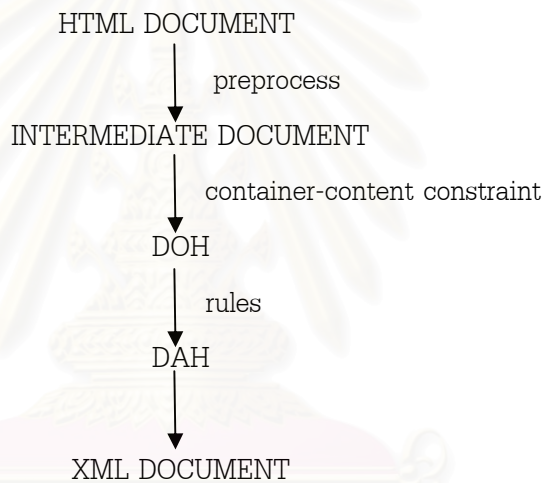 HTML DOCUMENT
preprocess
INTERMEDIATE DOCUMENT
container-content constraint
DOH
rules
DAH
XML DOCUMENT